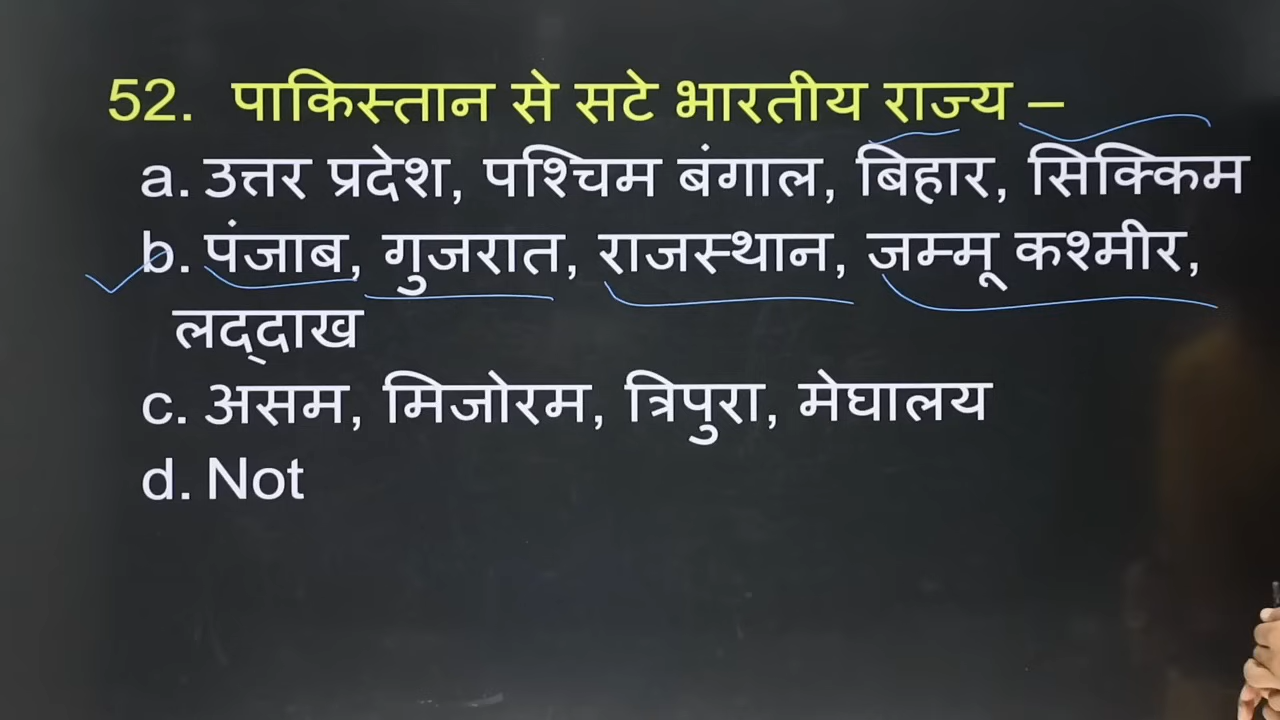 52. पाकिस्तान से सटे भारतीय राज्य –
a. उत्तर प्रदेश, पश्चिम बंगाल, बिहार, सिक्किम
b. पंजाब, गुजरात, राजस्थान, जम्मू कश्मीर,
लद्दाख
c. असम, मिजोरम, त्रिपुरा, मेघालय
d. Not